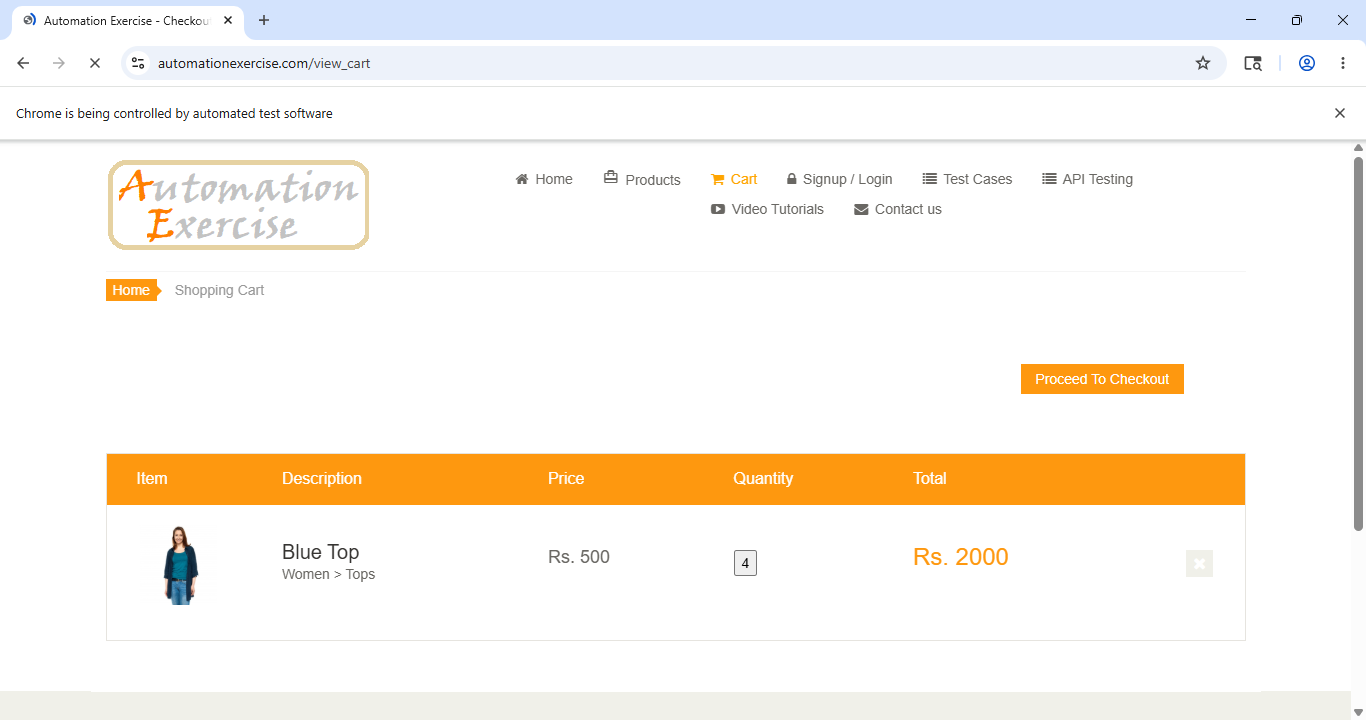 Automation Exercise - Checkou
automationexercise.com/view_cart
Chrome is being controlled by automated test software
Automation
Exercise
Home Products Cart Signup / Login Test Cases API Testing
Video Tutorials Contact us
Home Shopping Cart
Proceed To Checkout
Item Description Price Quantity Total
Blue Top Rs. 500 4 Rs. 2000
Women > Tops